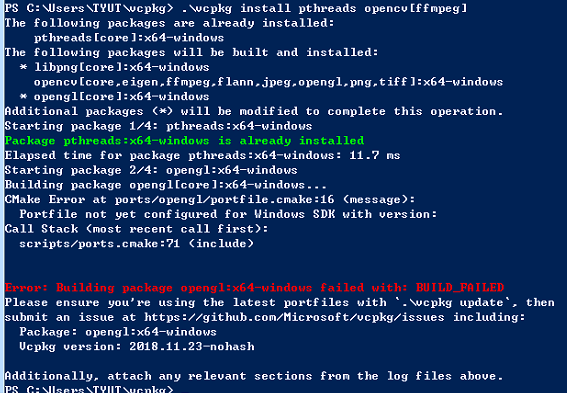 PS C:\Users\TYUT\vcpkg> .\vcpkg install pthreads opencv[ffmpeg]
The following packages are already installed:
    pthreads[core]:x64-windows
The following packages will be built and installed:
  * libpng[core]:x64-windows
    opencv[core,eigen,ffmpeg,flann,jpeg,opengl,png,tiff]:x64-windows
  * opengl[core]:x64-windows
Additional packages (*) will be modified to complete this operation.
Starting package 1/4: pthreads:x64-windows
Package pthreads:x64-windows is already installed
Elapsed time for package pthreads:x64-windows: 11.7 ms
Starting package 2/4: opengl:x64-windows
Building package opengl[core]:x64-windows...
CMake Error at ports/opengl/portfile.cmake:16 (message):
  Portfile not yet configured for Windows SDK with version:
Call Stack (most recent call first):
  scripts/ports.cmake:71 (include)
Error: Building package opengl:x64-windows failed with: BUILD_FAILED
Please ensure you're using the latest portfiles with `.\vcpkg update`, then
submit an issue at https://github.com/Microsoft/vcpkg/issues including:
  Package: opengl:x64-windows
  Vcpkg version: 2018.11.23-nohash
Additionally, attach any relevant sections from the log files above.
PS C:\Users\TYUT\vcpkg>